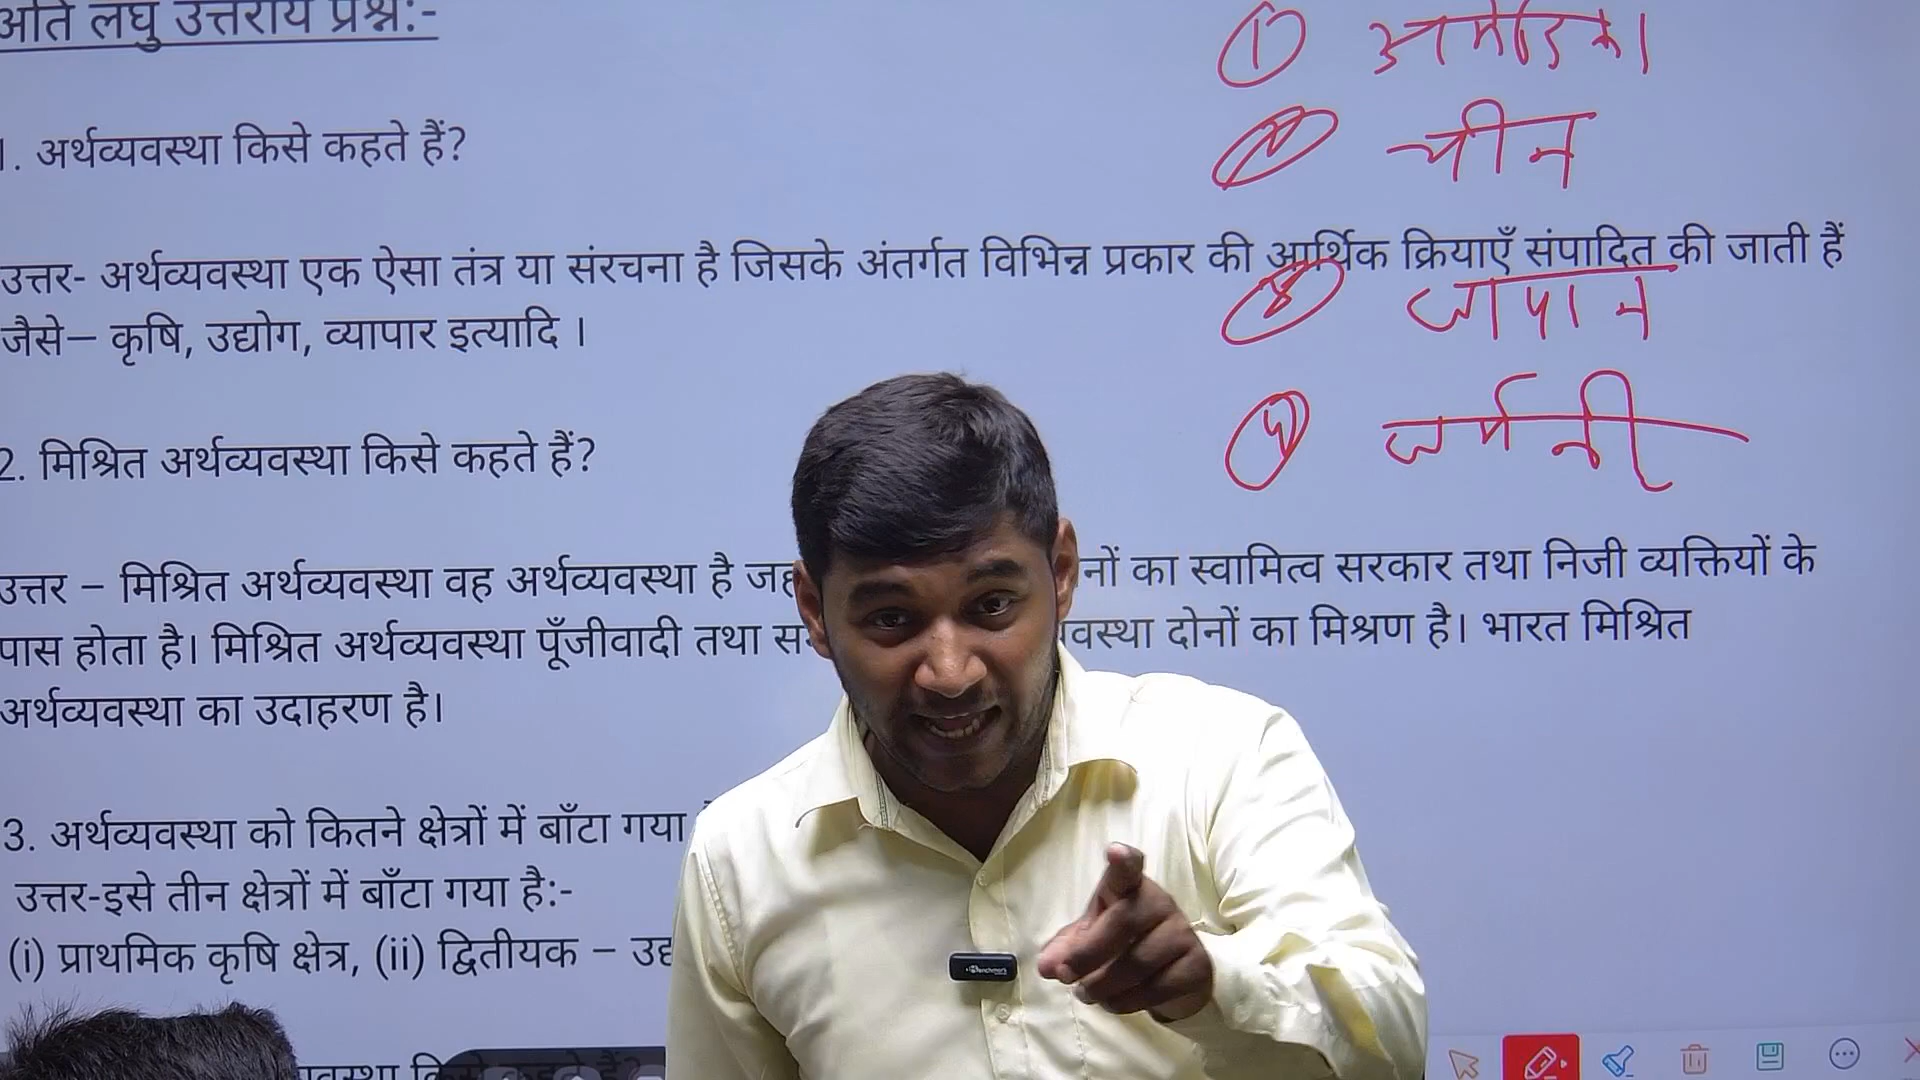 अति लघु उत्तरीय प्रश्न:-
① अमेरिका
1. अर्थव्यवस्था किसे कहते हैं?
② चीन
उत्तर- अर्थव्यवस्था एक ऐसा तंत्र या संरचना है जिसके अंतर्गत विभिन्न प्रकार की आर्थिक क्रियाएँ संपादित की जाती हैं
जापान
जैसे— कृषि, उद्योग, व्यापार इत्यादि ।
जर्मनी
2. मिश्रित अर्थव्यवस्था किसे कहते हैं?
उत्तर – मिश्रित अर्थव्यवस्था वह अर्थव्यवस्था है नों का स्वामित्व सरकार तथा निजी व्यक्तियों के
पास होता है। मिश्रित अर्थव्यवस्था पूँजीवादी तथा वस्था दोनों का मिश्रण है। भारत मिश्रित
अर्थव्यवस्था का उदाहरण है।
3. अर्थव्यवस्था को कितने क्षेत्रों में बाँटा गया
उत्तर-इसे तीन क्षेत्रों में बाँटा गया है:-
(i) प्राथमिक कृषि क्षेत्र, (ii) द्वितीयक –